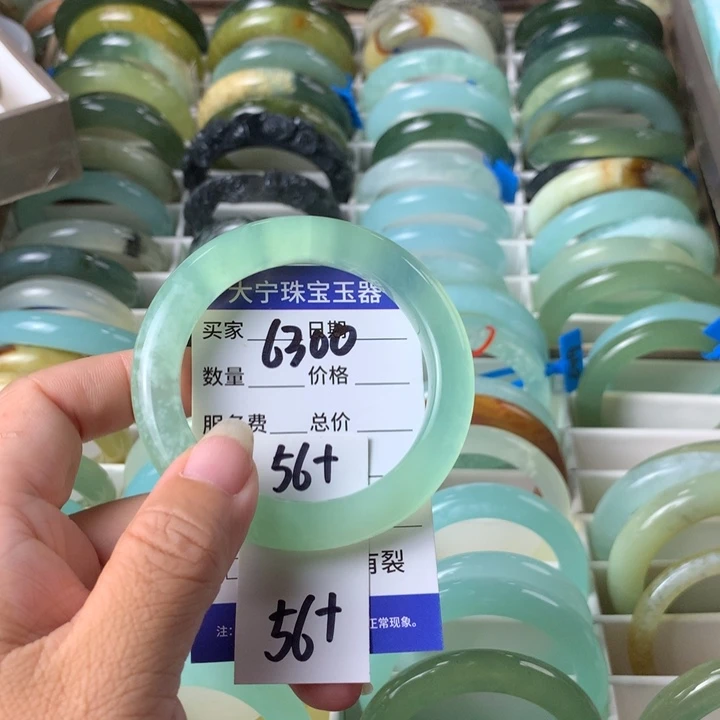 大宁珠宝玉器
买家 6300 日期
数量 价格
服务费 总价
56+
有裂
56+
注: 正常现象。